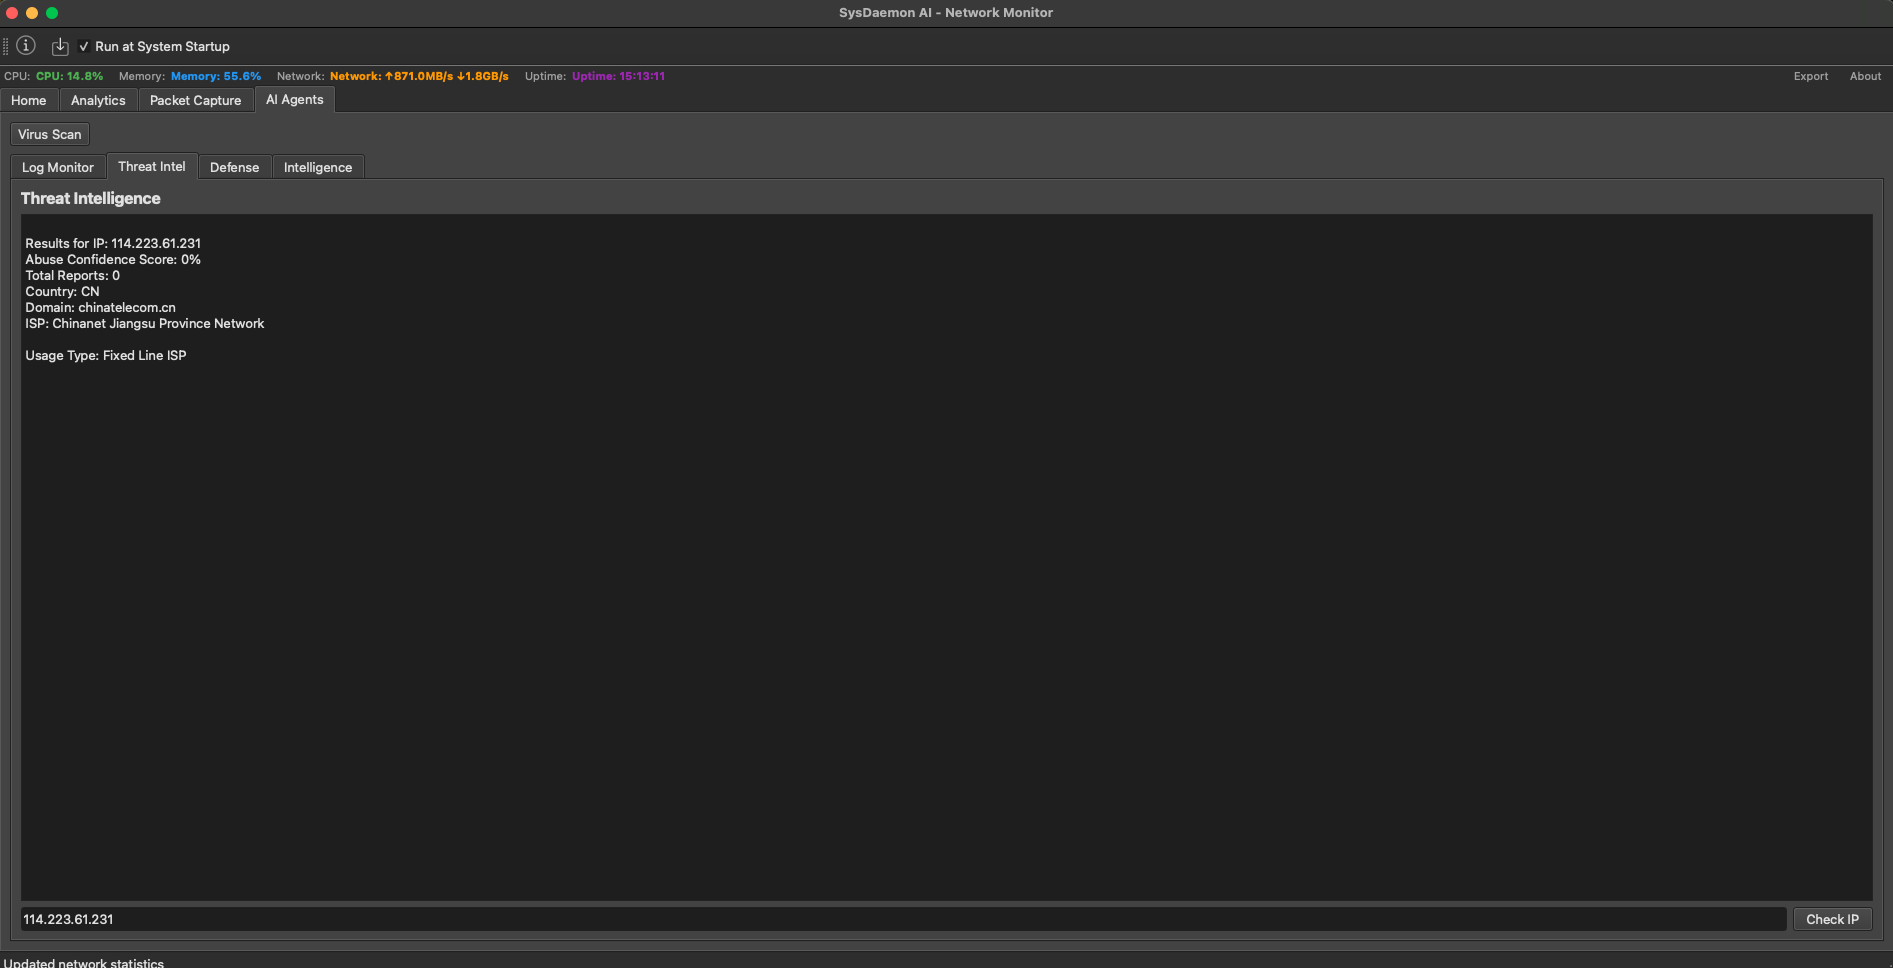 SysDaemon AI - Network Monitor
Run at System Startup
CPU: CPU: 14.8% Memory: Memory: 55.6% Network: Network: ↑871.0MB/s ↓1.8GB/s Uptime: Uptime: 15:13:11 Export About
Home Analytics Packet Capture AI Agents
Virus Scan
Log Monitor Threat Intel Defense Intelligence
Threat Intelligence
Results for IP: 114.223.61.231
Abuse Confidence Score: 0%
Total Reports: 0
Country: CN
Domain: chinatelecom.cn
ISP: Chinanet Jiangsu Province Network
Usage Type: Fixed Line ISP
114.223.61.231 Check IP
Updated network statistics